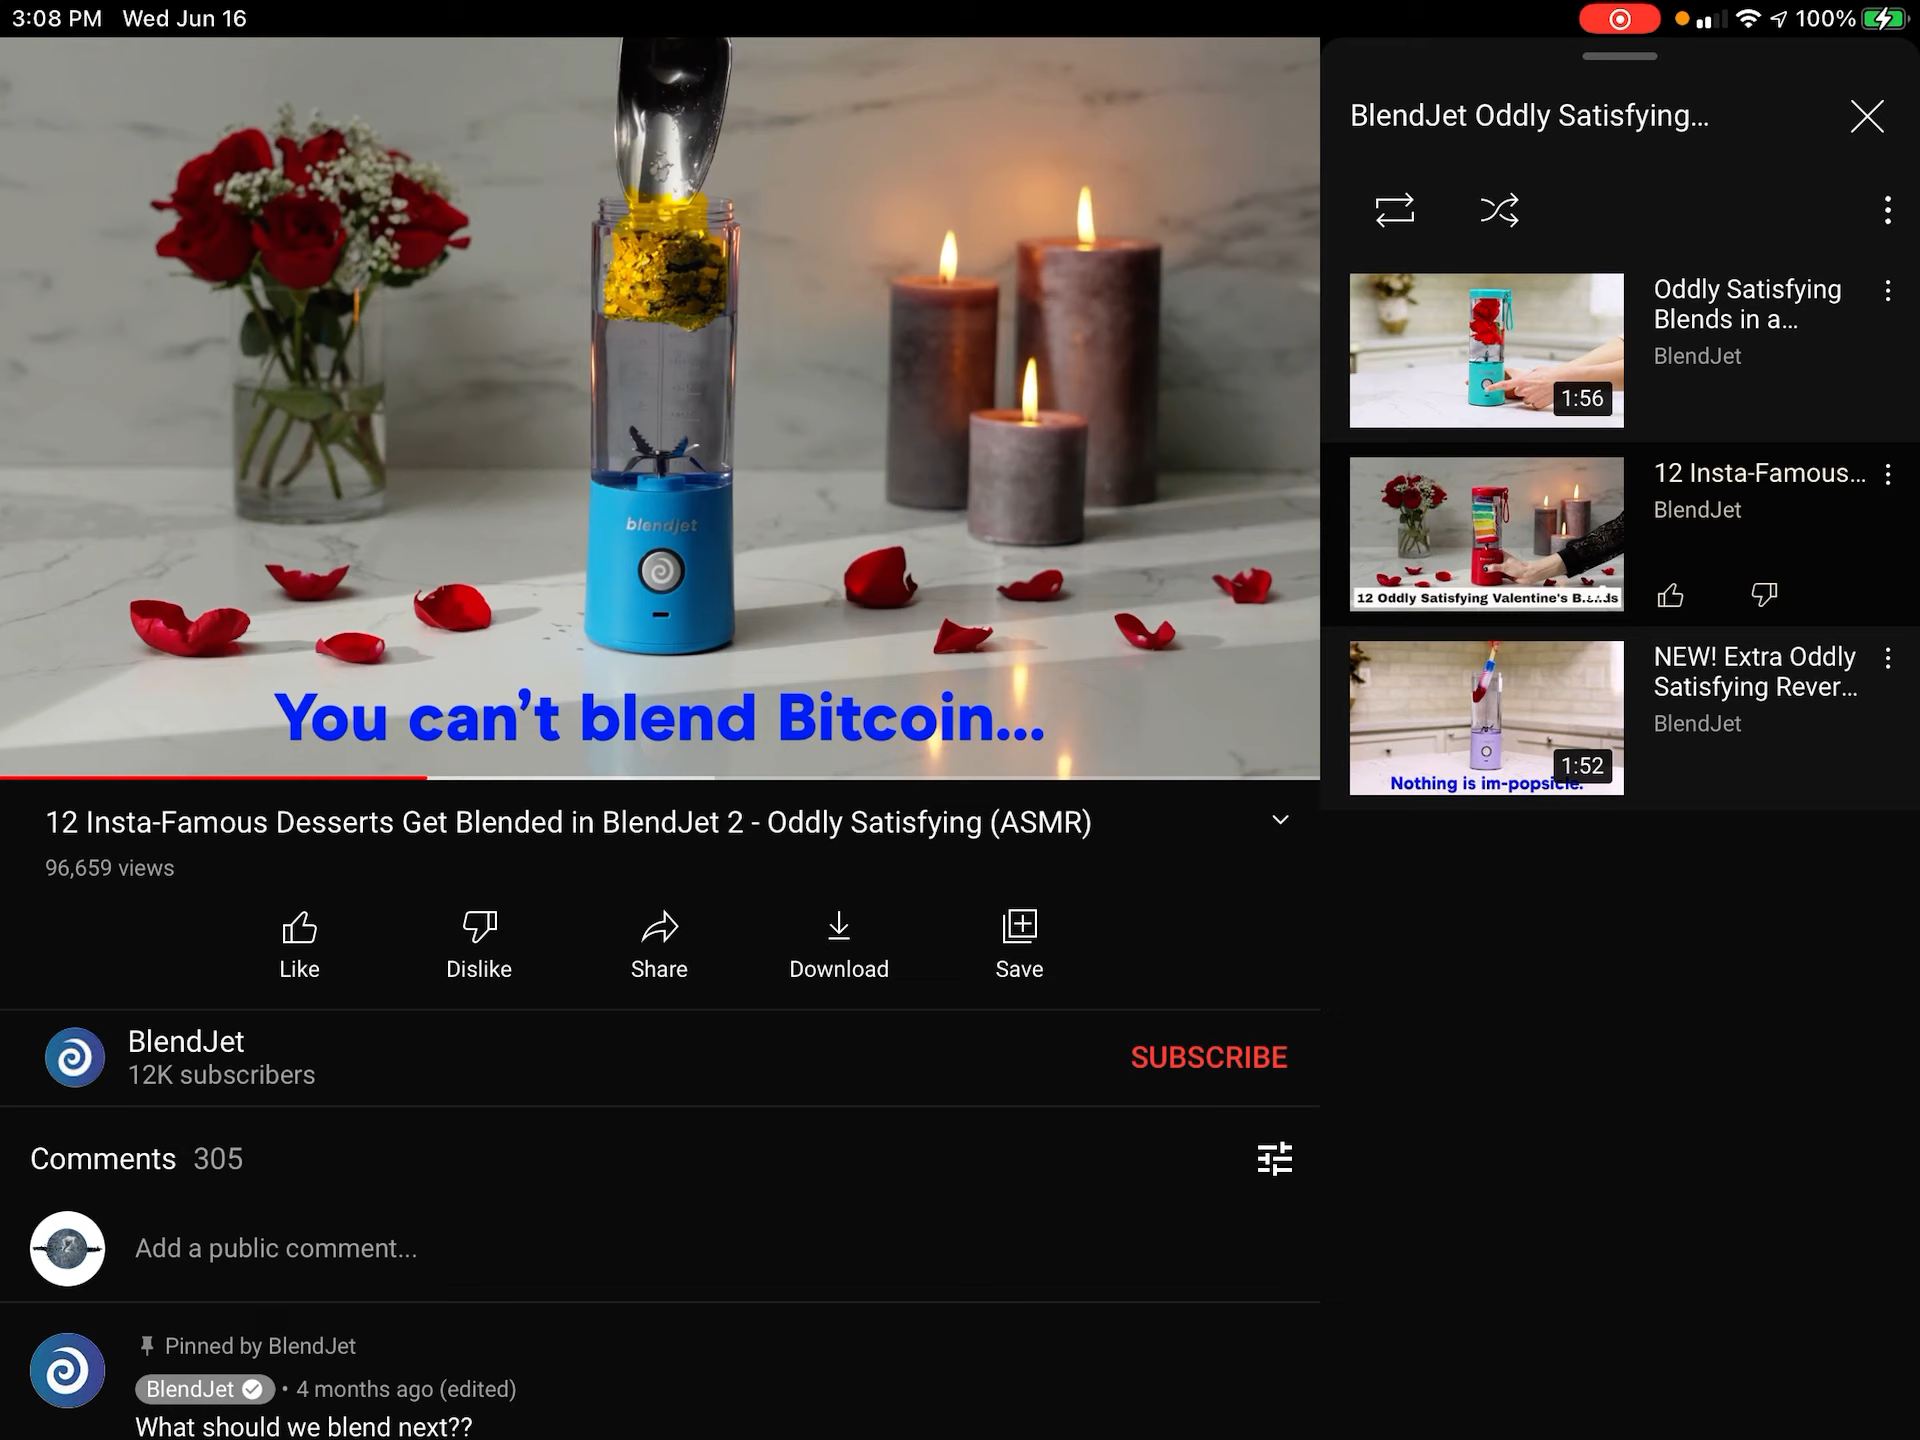 3:08 PM Wed Jun 16
100%
blendjet
You can't blend Bitcoin...
12 Insta-Famous Desserts Get Blended in BlendJet 2 - Oddly Satisfying (ASMR)
96,659 views
Like
Dislike
Share
Download
Save
BlendJet
12K subscribers
SUBSCRIBE
Comments 305
Add a public comment...
Pinned by BlendJet
BlendJet • 4 months ago (edited)
What should we blend next??
BlendJet Oddly Satisfying...
1:56
Oddly Satisfying
Blends in a...
BlendJet
12 Oddly Satisfying Valentine's
12 Insta-Famous...
BlendJet
Nothing is im-popsicle.
1:52
NEW! Extra Oddly
Satisfying Rever...
BlendJet